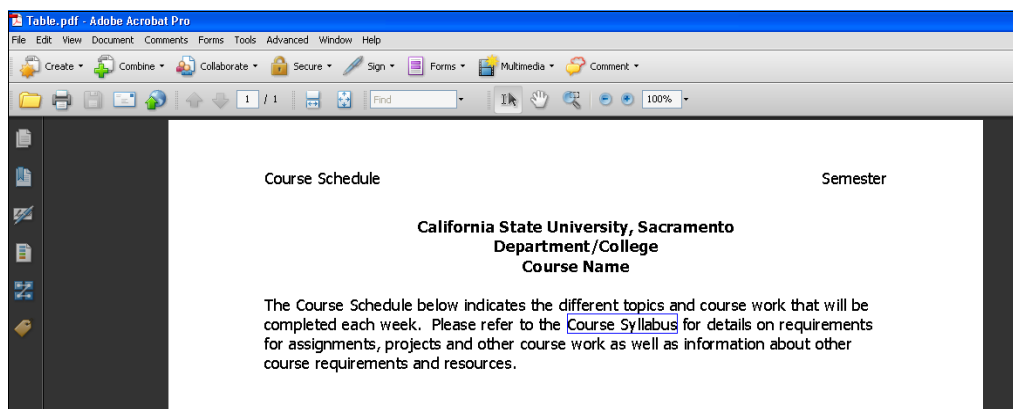 Table.pdf - Adobe Acrobat Pro
File Edit View Document Comments Forms Tools Advanced Window Help
Create Combine Collaborate Secure Sign Forms Multimedia Comment
1 / 1 Find 100%
Course Schedule Semester
California State University, Sacramento
Department/College
Course Name
The Course Schedule below indicates the different topics and course work that will be
completed each week. Please refer to the Course Syllabus for details on requirements
for assignments, projects and other course work as well as information about other
course requirements and resources.